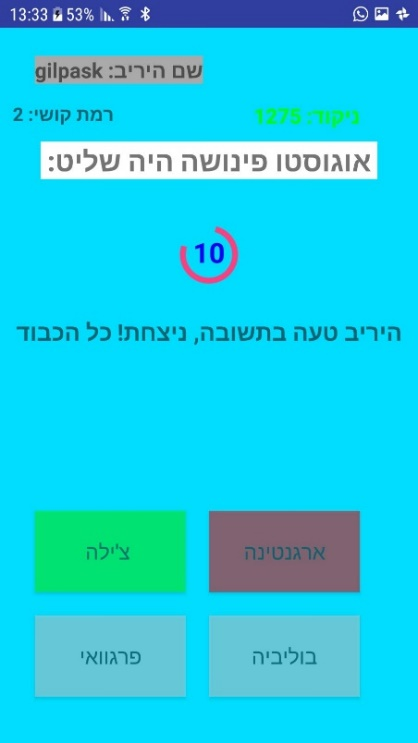 13:33 53%
שם היריב: gilpask
רמת קושי: 2
ניקוד: 1275
אוגוסטו פינושה היה שליט:
10
היריב טעה בתשובה, ניצחת! כל הכבוד
צ'ילה
ארגנטינה
פרגוואי
בוליביה